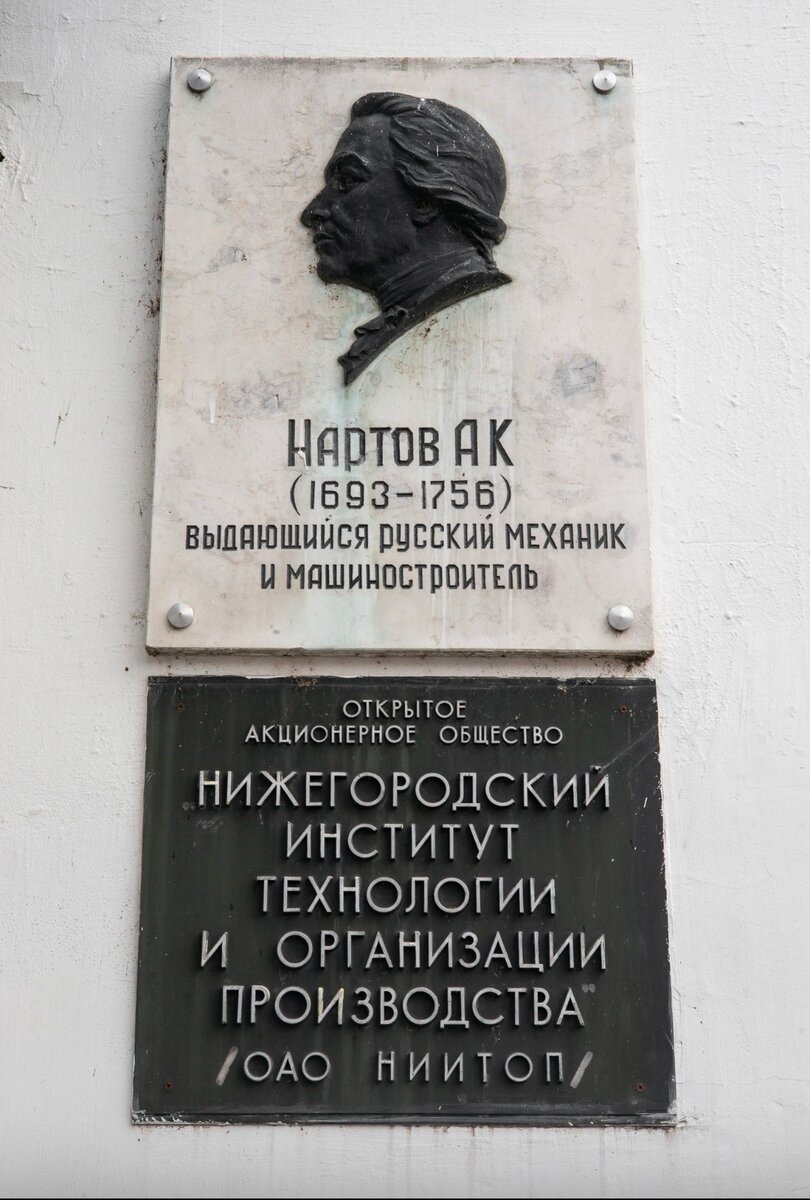 Нартов А К
(1693-1756)
выдающийся русский механик
и машиностроитель
ОТКРЫТОЕ
АКЦИОНЕРНОЕ ОБЩЕСТВО
"НИЖЕГОРОДСКИЙ
ИНСТИТУТ
ТЕХНОЛОГИИ
И ОРГАНИЗАЦИИ
ПРОИЗВОДСТВА"
/ОАО НИИТОП/